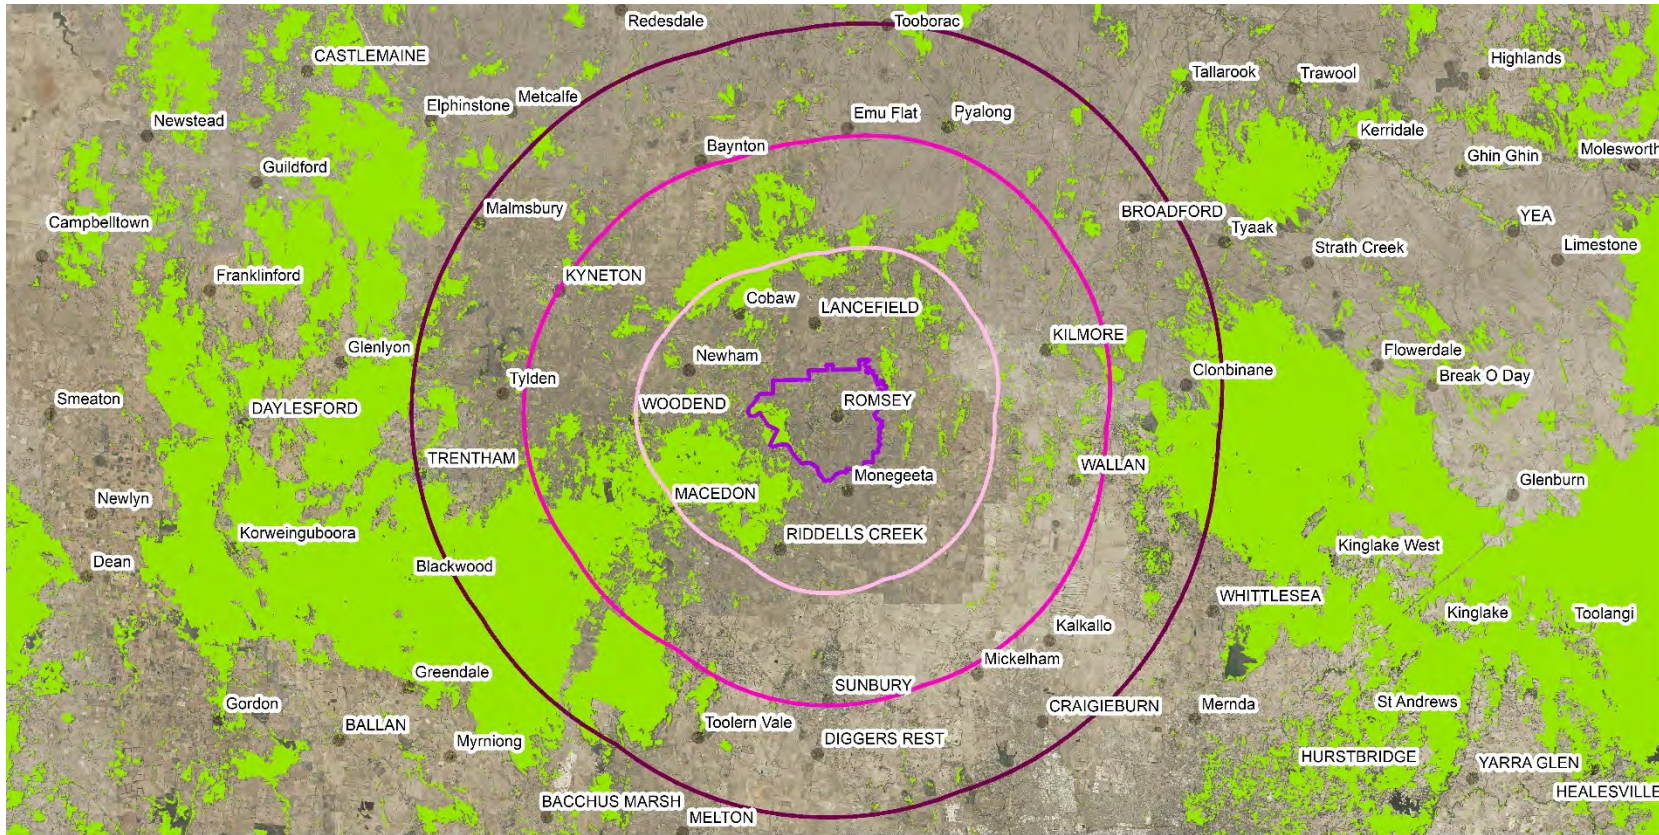 Redesdale
Tooborac
CASTLEMAINE
Highlands
Tallarook
Trawool
Metcalfe
Elphinstone
Newstead
Emu Flat
Pyalong
Kerridale
Baynton
Ghin Ghin
Molesworth
Guildford
Malmsbury
BROADFORD
Campbelltown
Tyaak
YEA
Strath Creek
Limestone
Franklinford
KYNETON
Cobaw
LANCEFIELD
KILMORE
Glenlyon
Newham
Flowerdale
Tylden
Clonbinane
Break O Day
Smeaton
DAYLESFORD
WOODEND
ROMSEY
TRENTHAM
WALLAN
Monegeeta
Glenburn
Newlyn
MACEDON
Korweinguboora
RIDDELLS CREEK
Kinglake West
Dean
Blackwood
WHITTLESEA
Kinglake
Toolangi
Kalkallo
Mickelham
Greendale
SUNBURY
Gordon
St Andrews
CRAIGIEBURN
Mernda
BALLAN
Toolern Vale
Myrniong
DIGGERS REST
HURSTBRIDGE
YARRA GLEN
HEALESVILLE
BACCHUS MARSH
MELTON